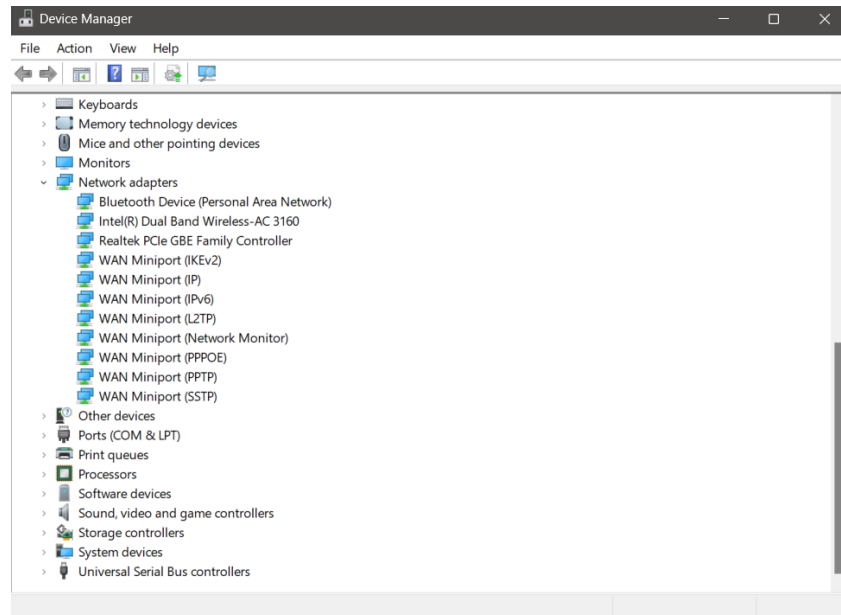 Device Manager
File Action View Help
Keyboards
Memory technology devices
Mice and other pointing devices
Monitors
Network adapters
Bluetooth Device (Personal Area Network)
Intel(R) Dual Band Wireless-AC 3160
Realtek PCIe GBE Family Controller
WAN Miniport (IKEv2)
WAN Miniport (IP)
WAN Miniport (IPv6)
WAN Miniport (L2TP)
WAN Miniport (Network Monitor)
WAN Miniport (PPPOE)
WAN Miniport (PPTP)
WAN Miniport (SSTP)
Other devices
Ports (COM & LPT)
Print queues
Processors
Software devices
Sound, video and game controllers
Storage controllers
System devices
Universal Serial Bus controllers